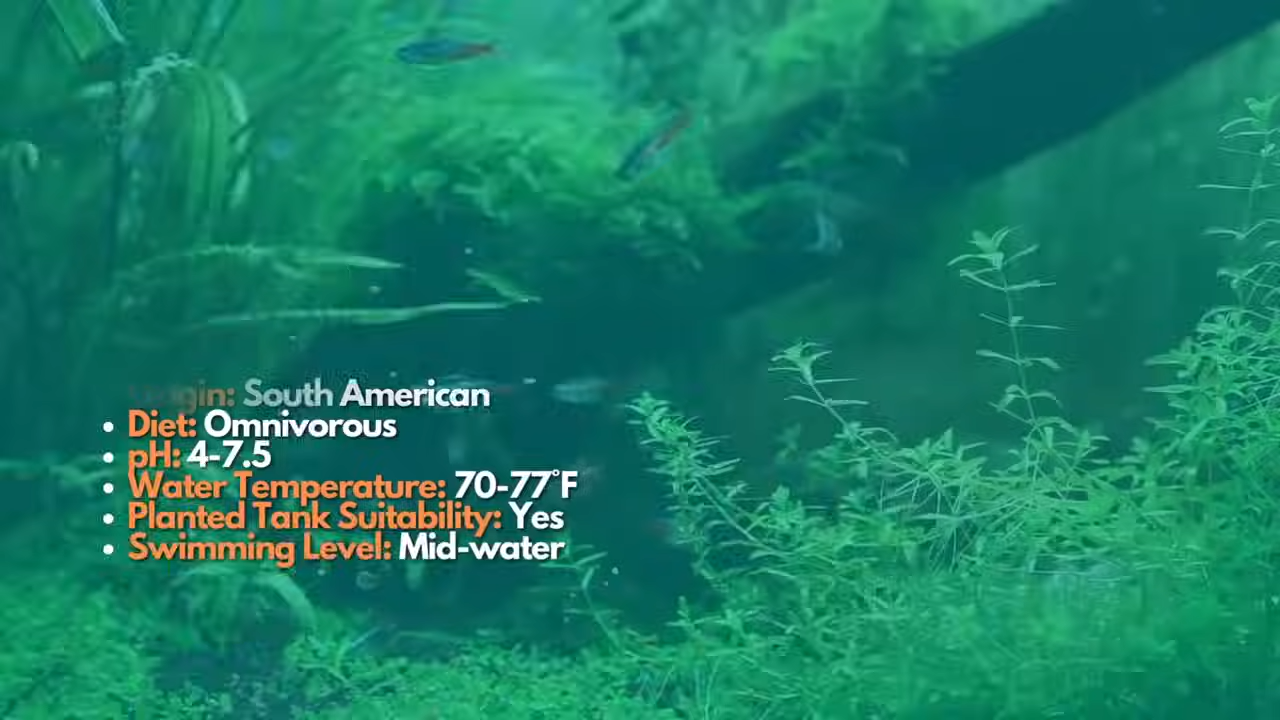 South American
• Diet: Omnivorous
• pH: 4-7.5
• Water Temperature: 70-77°F
• Planted Tank Suitability: Yes
• Swimming Level: Mid-water